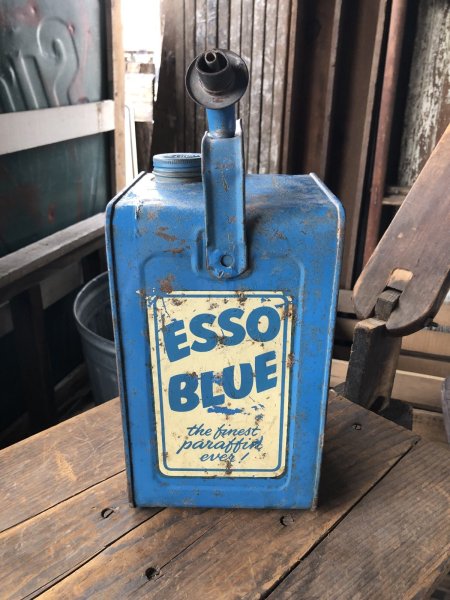 ESSO
BLUE
the finest
paraffin
ever!